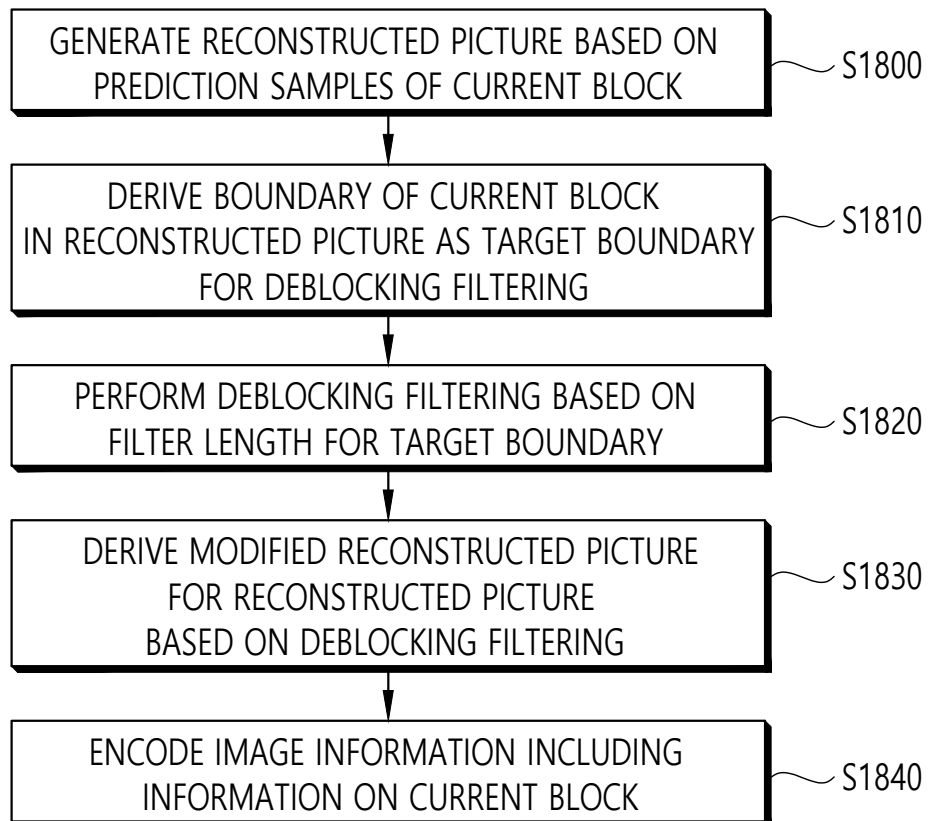 GENERATE RECONSTRUCTED PICTURE BASED ON
PREDICTION SAMPLES OF CURRENT BLOCK
S1800
DERIVE BOUNDARY OF CURRENT BLOCK
IN RECONSTRUCTED PICTURE AS TARGET BOUNDARY
FOR DEBLOCKING FILTERING
S1810
PERFORM DEBLOCKING FILTERING BASED ON
FILTER LENGTH FOR TARGET BOUNDARY
S1820
DERIVE MODIFIED RECONSTRUCTED PICTURE
FOR RECONSTRUCTED PICTURE
BASED ON DEBLOCKING FILTERING
S1830
ENCODE IMAGE INFORMATION INCLUDING
INFORMATION ON CURRENT BLOCK
S1840